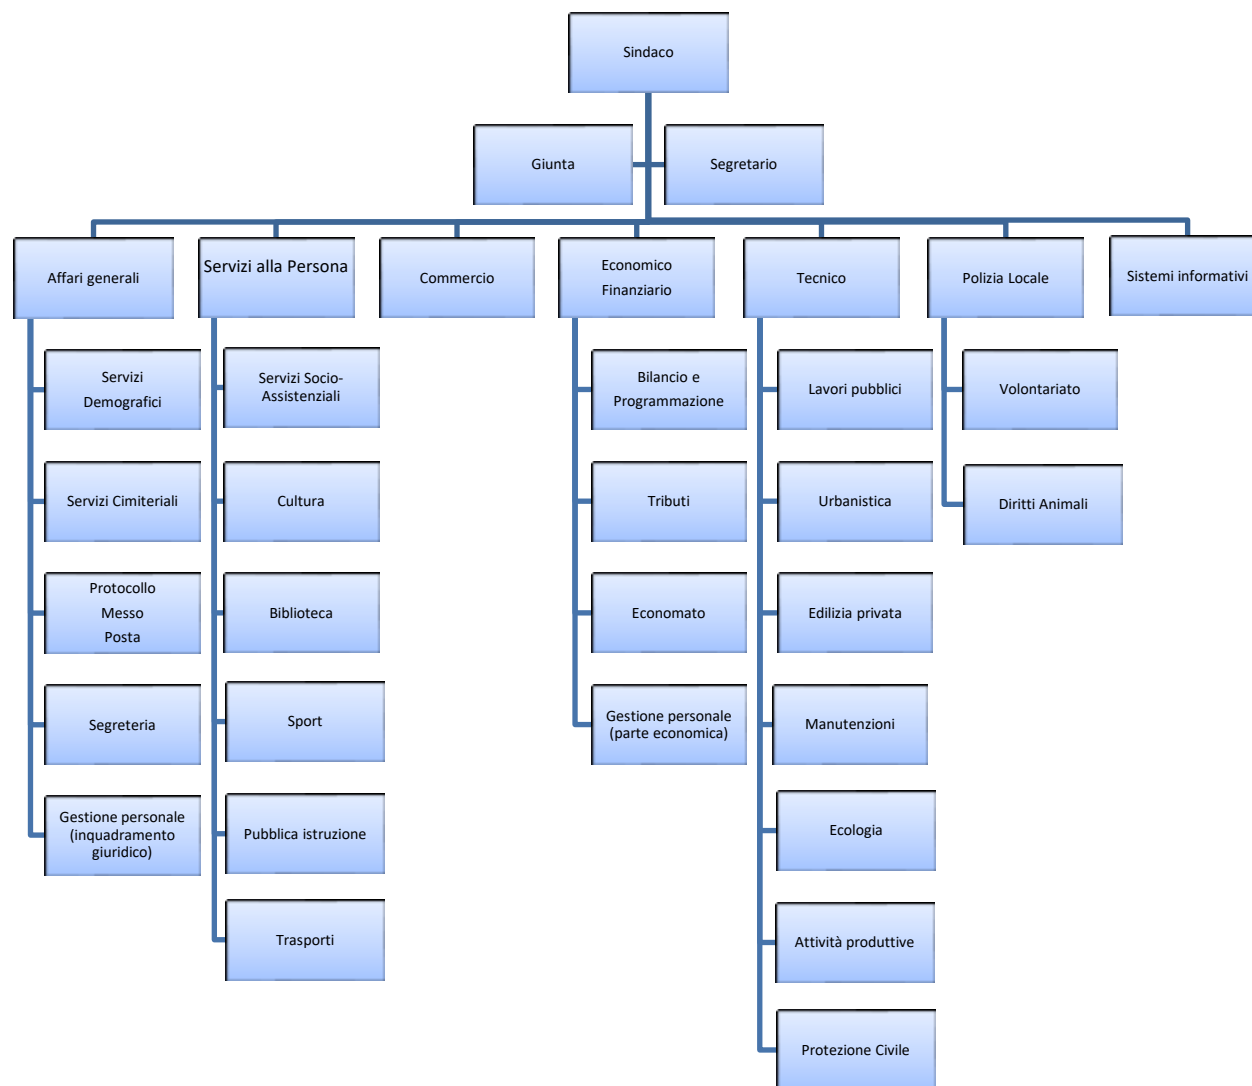 Sindaco
Giunta
Segretario
Affari generali
Servizi alla Persona
Commercio
Economico
Finanziario
Tecnico
Polizia Locale
Sistemi informativi
Servizi
Demografici
Servizi Cimiteriali
Protocollo
Messo
Posta
Segreteria
Gestione personale
(inquadramento
giuridico)
Servizi Socio-
Assistenziali
Cultura
Biblioteca
Sport
Pubblica istruzione
Trasporti
Bilancio e
Programmazione
Tributi
Economato
Gestione personale
(parte economica)
Lavori pubblici
Urbanistica
Edilizia privata
Manutenzioni
Ecologia
Attività produttive
Protezione Civile
Volontariato
Diritti Animali